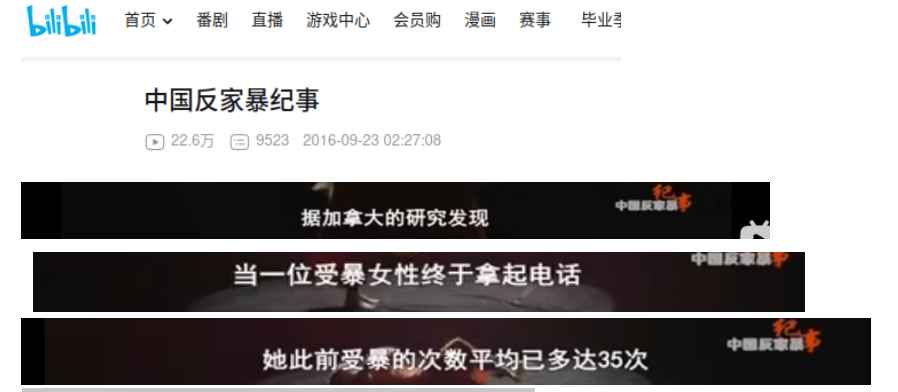 bilibili 首页 番剧 直播 游戏中心 会员购 漫画 赛事 毕业季
中国反家暴纪事
22.6万 9523 2016-09-23 02:27:08
中国反家暴纪事
据加拿大的研究发现
中国反家暴纪事
当一位受暴女性终于拿起电话
中国反家暴纪事
她此前受暴的次数平均已多达35次